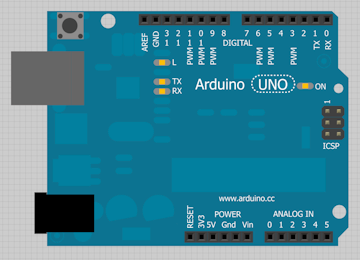 AREF
GND
13
12
11
10
9
8
7
6
5
4
3
2
1
0
PWM
PWM
PWM
PWM
PWM
PWM
TX
RX
DIGITAL
L
TX
RX
Arduino UNO
ON
1
ICSP
www.arduino.cc
POWER
ANALOG IN
RESET
3V3
5V
Gnd
Vin
0 1 2 3 4 5